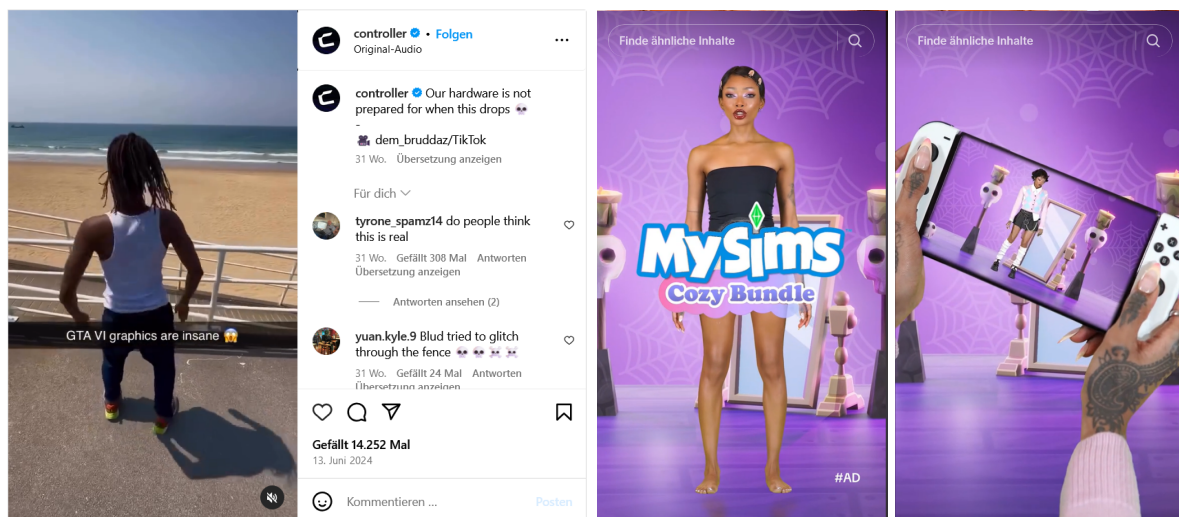 GTA VI graphics are insane 😱
controller • Folgen
Original-Audio
controller Our hardware is not
prepared for when this drops 💀
-
🎥 dem_bruddaz/TikTok
31 Wo. Übersetzung anzeigen
Für dich
tyrone_spamz14 do people think
this is real
31 Wo. Gefällt 308 Mal Antworten
Übersetzung anzeigen
Antworten ansehen (2)
yuan.kyle.9 Blud tried to glitch
through the fence 💀 💀 ☠️ ☠️
31 Wo. Gefällt 24 Mal Antworten
Übersetzung anzeigen
Gefällt 14.252 Mal
13. Juni 2024
Kommentieren ...
Posten
Finde ähnliche Inhalte
MySims
Cozy Bundle
#AD
Finde ähnliche Inhalte